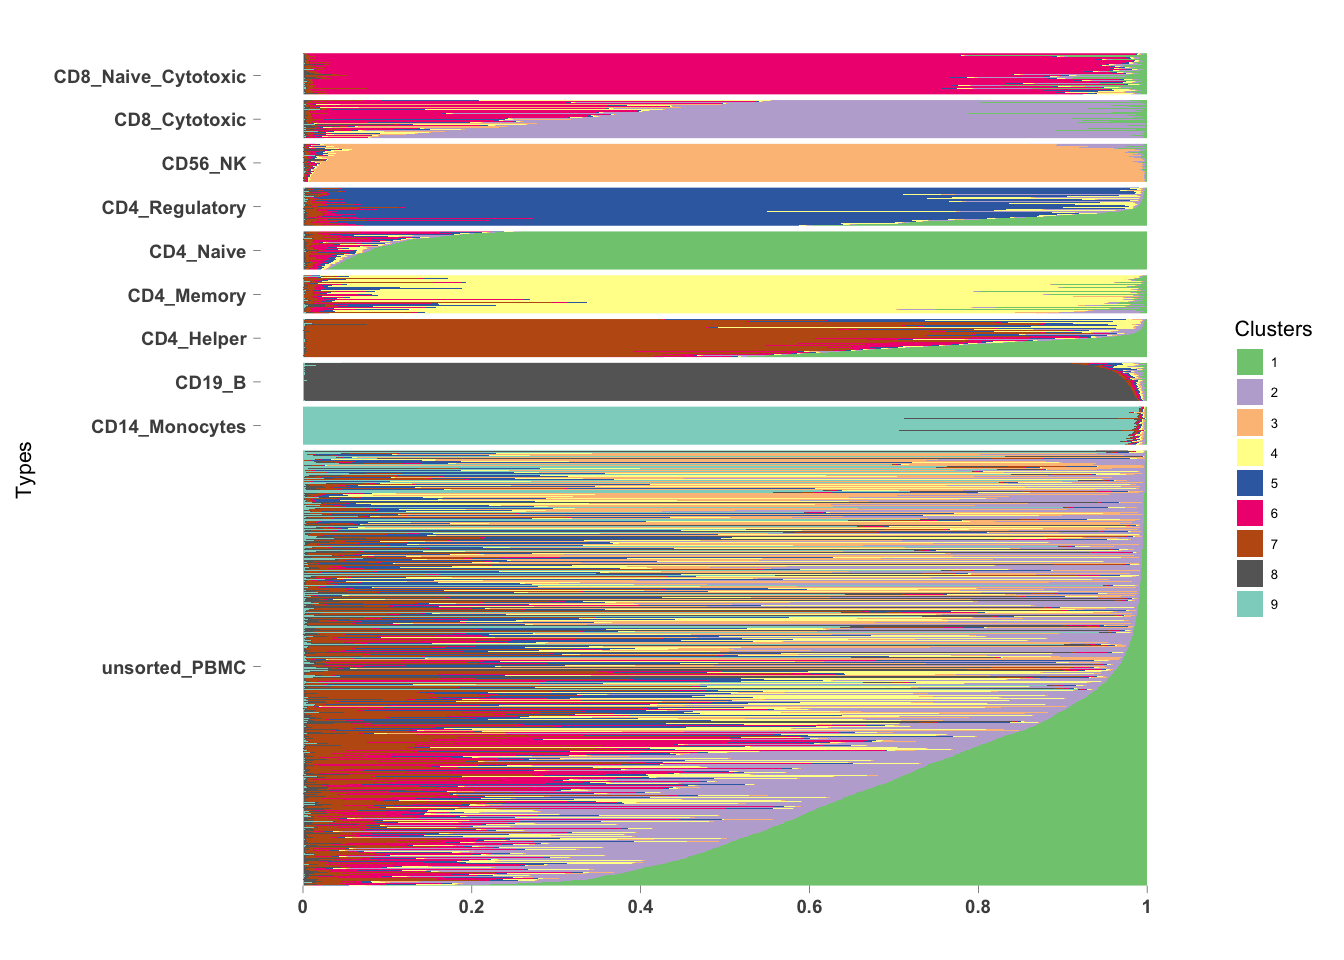 CD8_Naive_Cytotoxic
CD8_Cytotoxic
CD56_NK
CD4_Regulatory
CD4_Naive
CD4_Memory
CD4_Helper
CD19_B
CD14_Monocytes
unsorted_PBMC
Types
0 0.2 0.4 0.6 0.8 1
Clusters
1
2
3
4
5
6
7
8
9